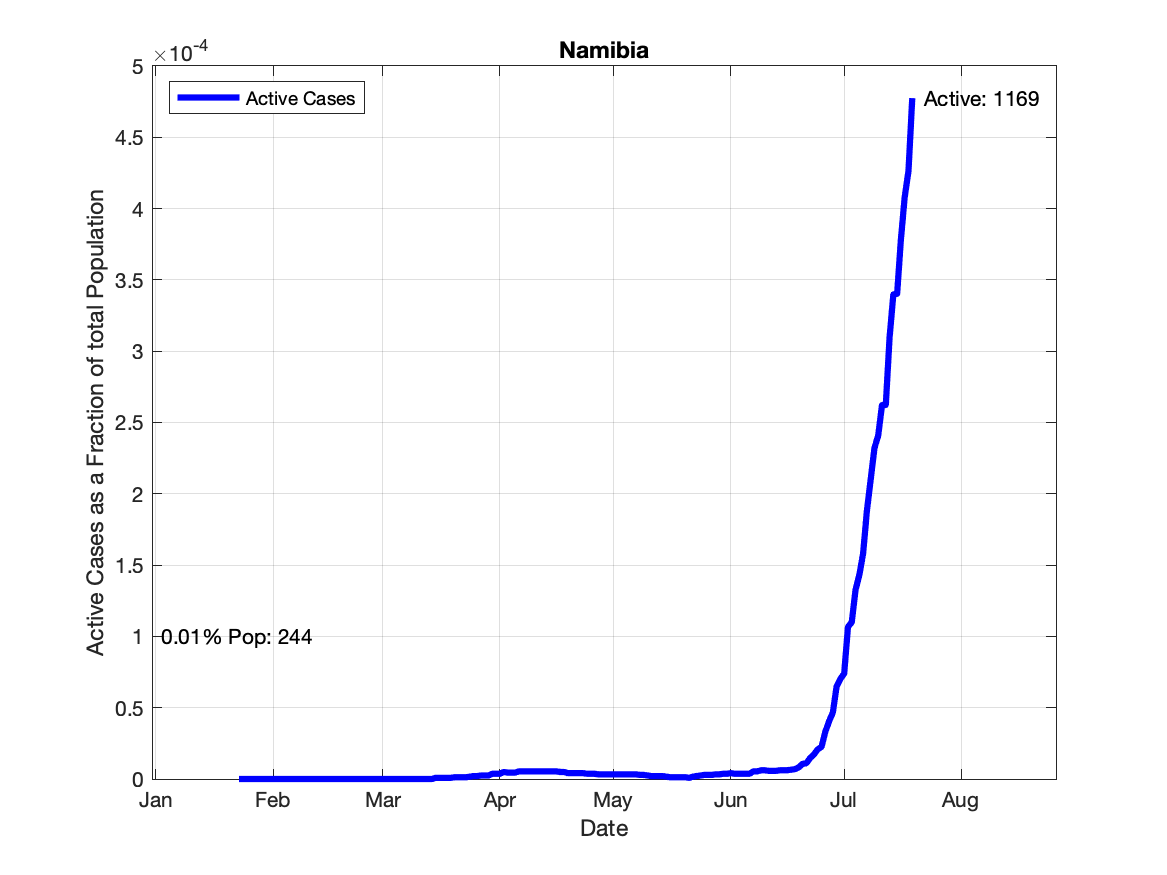 Namibia
×10⁻⁴
Active Cases
Active: 1169
5
4.5
4
3.5
3
2.5
2
1.5
1
0.5
0
0.01% Pop: 244
Active Cases as a Fraction of total Population
Jan Feb Mar Apr May Jun Jul Aug
Date